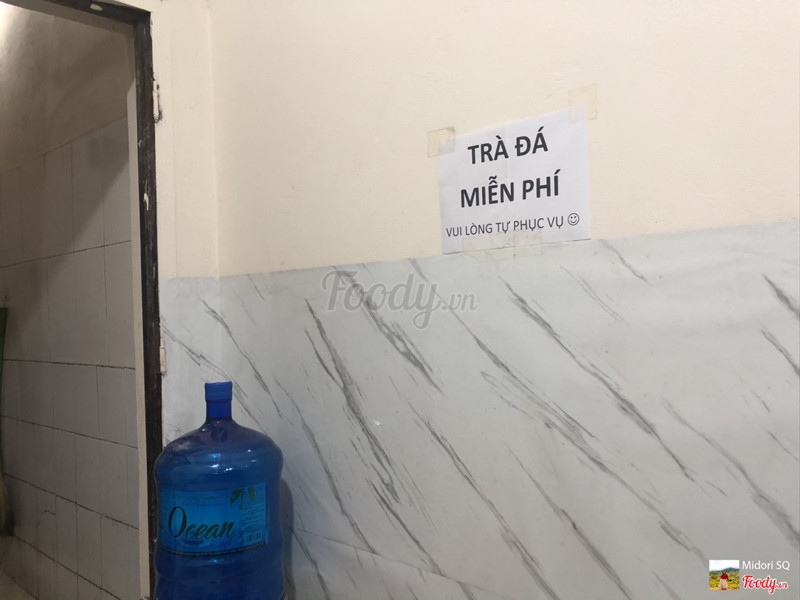 TRÀ ĐÁ
MIỄN PHÍ
VUI LÒNG TỰ PHỤC VỤ ☺
Foody.vn
Ocean
Midori SQ
Foody.vn